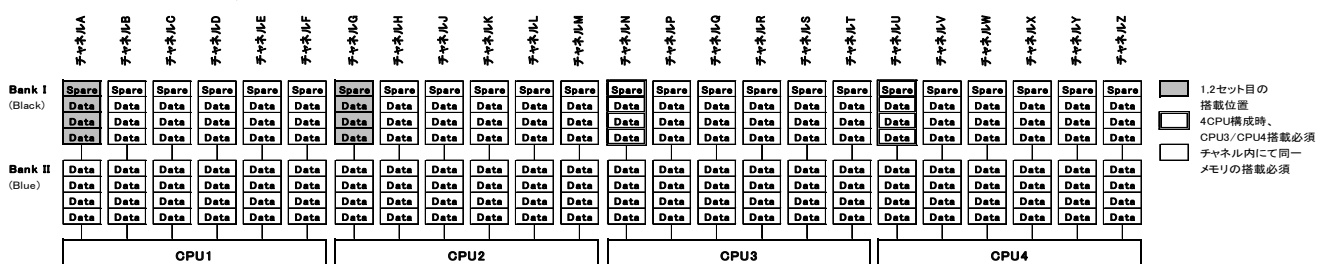 チャネルA チャネルB チャネルC チャネルD チャネルE チャネルF チャネルG チャネルH チャネルJ チャネルK チャネルL チャネルM チャネルN チャネルP チャネルQ チャネルR チャネルS チャネルT チャネルU チャネルV チャネルW チャネルX チャネルY チャネルZ
Bank I Spare Spare Spare Spare Spare Spare Spare Spare Spare Spare Spare Spare Spare Spare Spare Spare Spare Spare Spare Spare Spare Spare Spare Spare 1,2セット目の
(Black) Data Data Data Data Data Data Data Data Data Data Data Data Data Data Data Data Data Data Data Data Data Data Data Data 搭載位置
Data Data Data Data Data Data Data Data Data Data Data Data Data Data Data Data Data Data Data Data Data Data Data Data 4CPU構成時、
Data Data Data Data Data Data Data Data Data Data Data Data Data Data Data Data Data Data Data Data Data Data Data Data CPU3/CPU4搭載必須
チャネル内にて同一
Bank II Data Data Data Data Data Data Data Data Data Data Data Data Data Data Data Data Data Data Data Data Data Data Data Data メモリの搭載必須
(Blue) Data Data Data Data Data Data Data Data Data Data Data Data Data Data Data Data Data Data Data Data Data Data Data Data
Data Data Data Data Data Data Data Data Data Data Data Data Data Data Data Data Data Data Data Data Data Data Data Data
Data Data Data Data Data Data Data Data Data Data Data Data Data Data Data Data Data Data Data Data Data Data Data Data
CPU1 CPU2 CPU3 CPU4